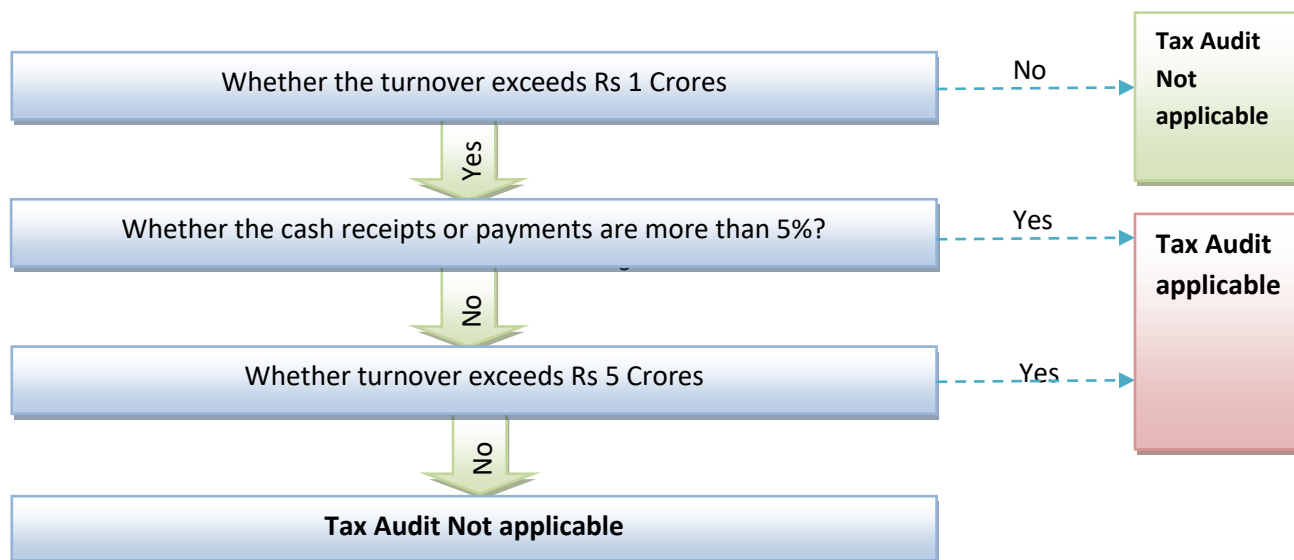 Whether the turnover exceeds Rs 1 Crores
No
Tax Audit
Not
applicable
Yes
Whether the cash receipts or payments are more than 5%?
Yes
Tax Audit
applicable
No
Whether turnover exceeds Rs 5 Crores
Yes
No
Tax Audit Not applicable